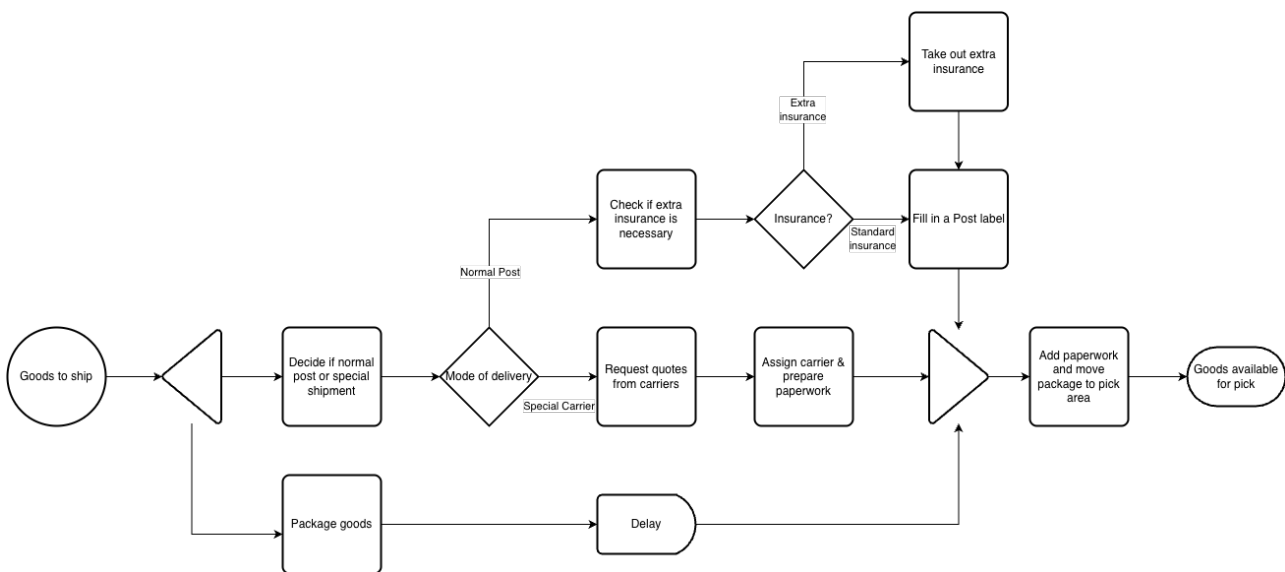 Take out extra
insurance
Extra
insurance
Check if extra
insurance is
necessary
Insurance?
Standard
insurance
Fill in a Post label
Normal Post
Goods to ship
Decide if normal
post or special
shipment
Mode of delivery
Special Carrier
Request quotes
from carriers
Assign carrier &
prepare
paperwork
Add paperwork
and move
package to pick
area
Goods available
for pick
Package goods
Delay